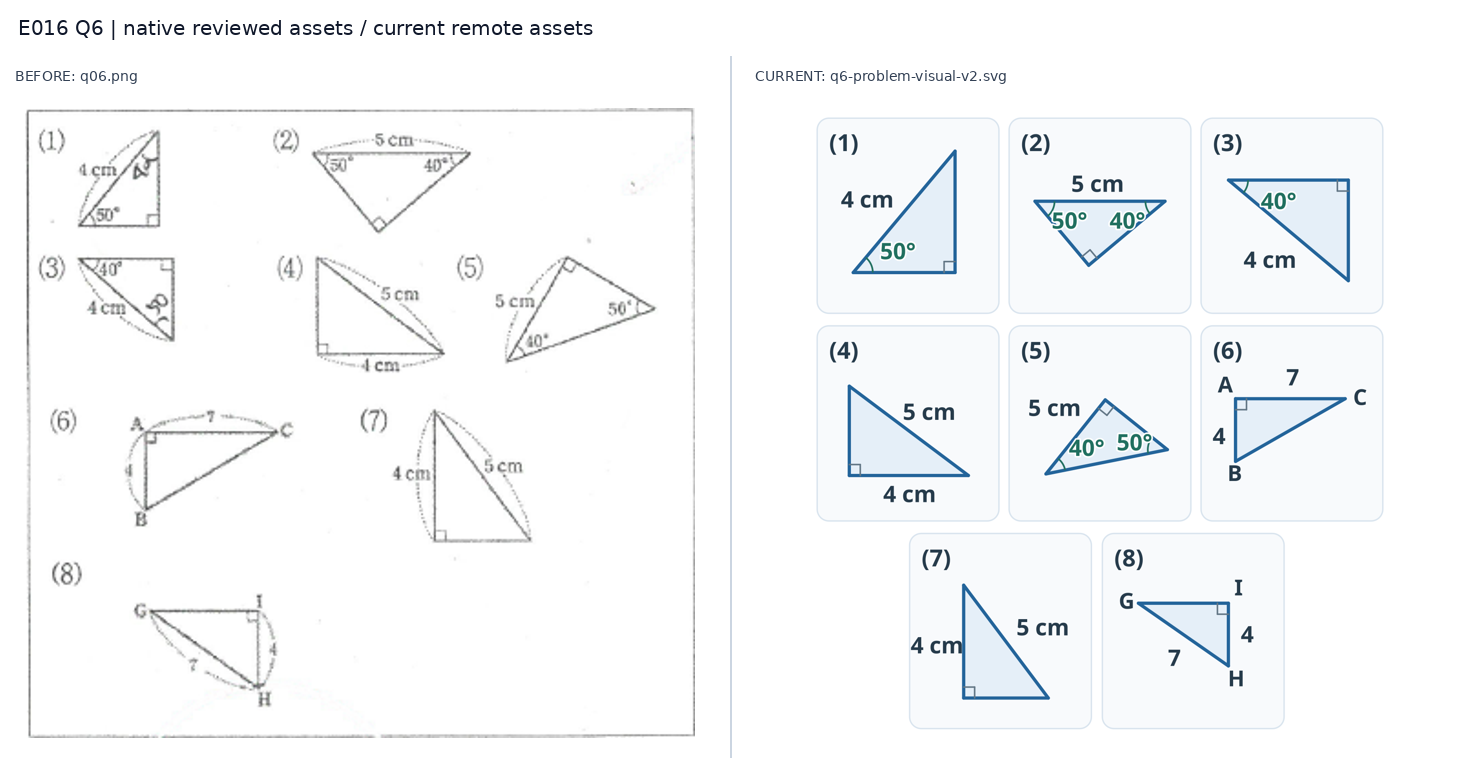 E016 Q6 | native reviewed assets / current remote assets
BEFORE: q06.png
(1)
4 cm
50°
(2)
5 cm
50°
40°
(3)
40°
4 cm
50
(4)
5 cm
4 cm
(5)
5 cm
50°
40°
(6)
A
7
C
4
B
(7)
4 cm
5 cm
(8)
G
I
4
7
H
CURRENT: q6-problem-visual-v2.svg
(1)
4 cm
50°
(2)
5 cm
50°
40°
(3)
40°
4 cm
(4)
5 cm
4 cm
(5)
5 cm
40°
50°
(6)
A
7
C
4
B
(7)
4 cm
5 cm
(8)
G
I
4
7
H